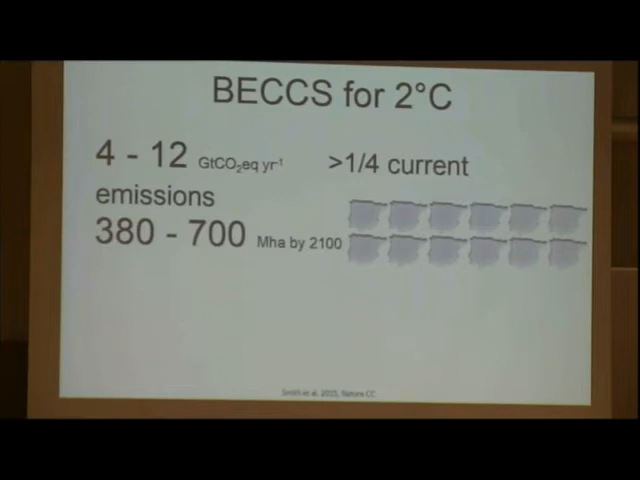 BECCS for 2°C
4 - 12 GtCO₂eq yr⁻¹ >1/4 current
emissions
380 - 700 Mha by 2100
Smith et al. 2015, Nature CC